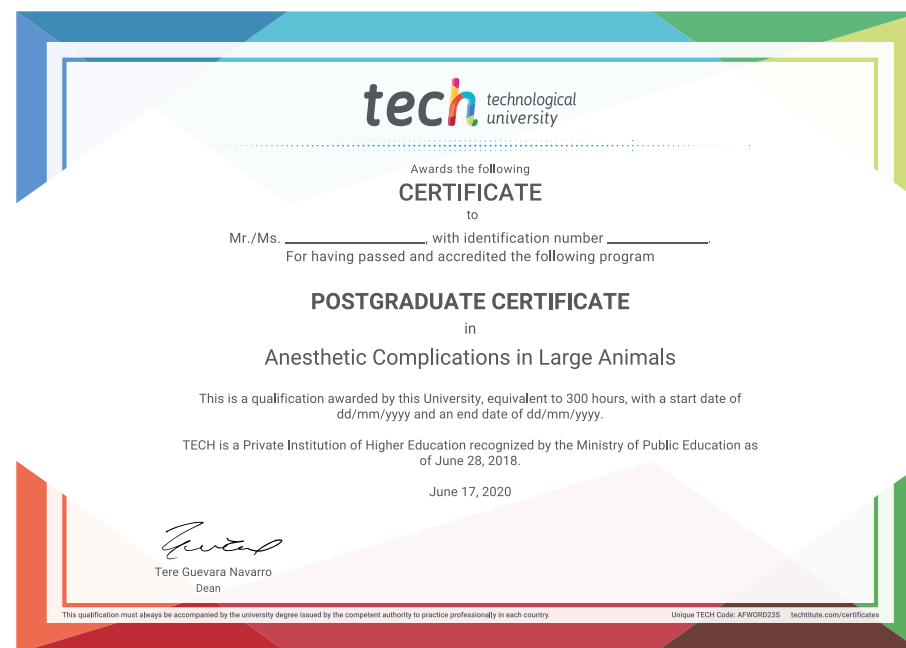 tech technological
university
Awards the following
CERTIFICATE
to
Mr./Ms. ____________________, with identification number ______________.
For having passed and accredited the following program
POSTGRADUATE CERTIFICATE
in
Anesthetic Complications in Large Animals
This is a qualification awarded by this University, equivalent to 300 hours, with a start date of
dd/mm/yyyy and an end date of dd/mm/yyyy.
TECH is a Private Institution of Higher Education recognized by the Ministry of Public Education as
of June 28, 2018.
June 17, 2020
Tere Guevara Navarro
Dean
This qualification must always be accompanied by the university degree issued by the competent authority to practice professionally in each country. Unique TECH Code: AFWORD23S techtitute.com/certificates